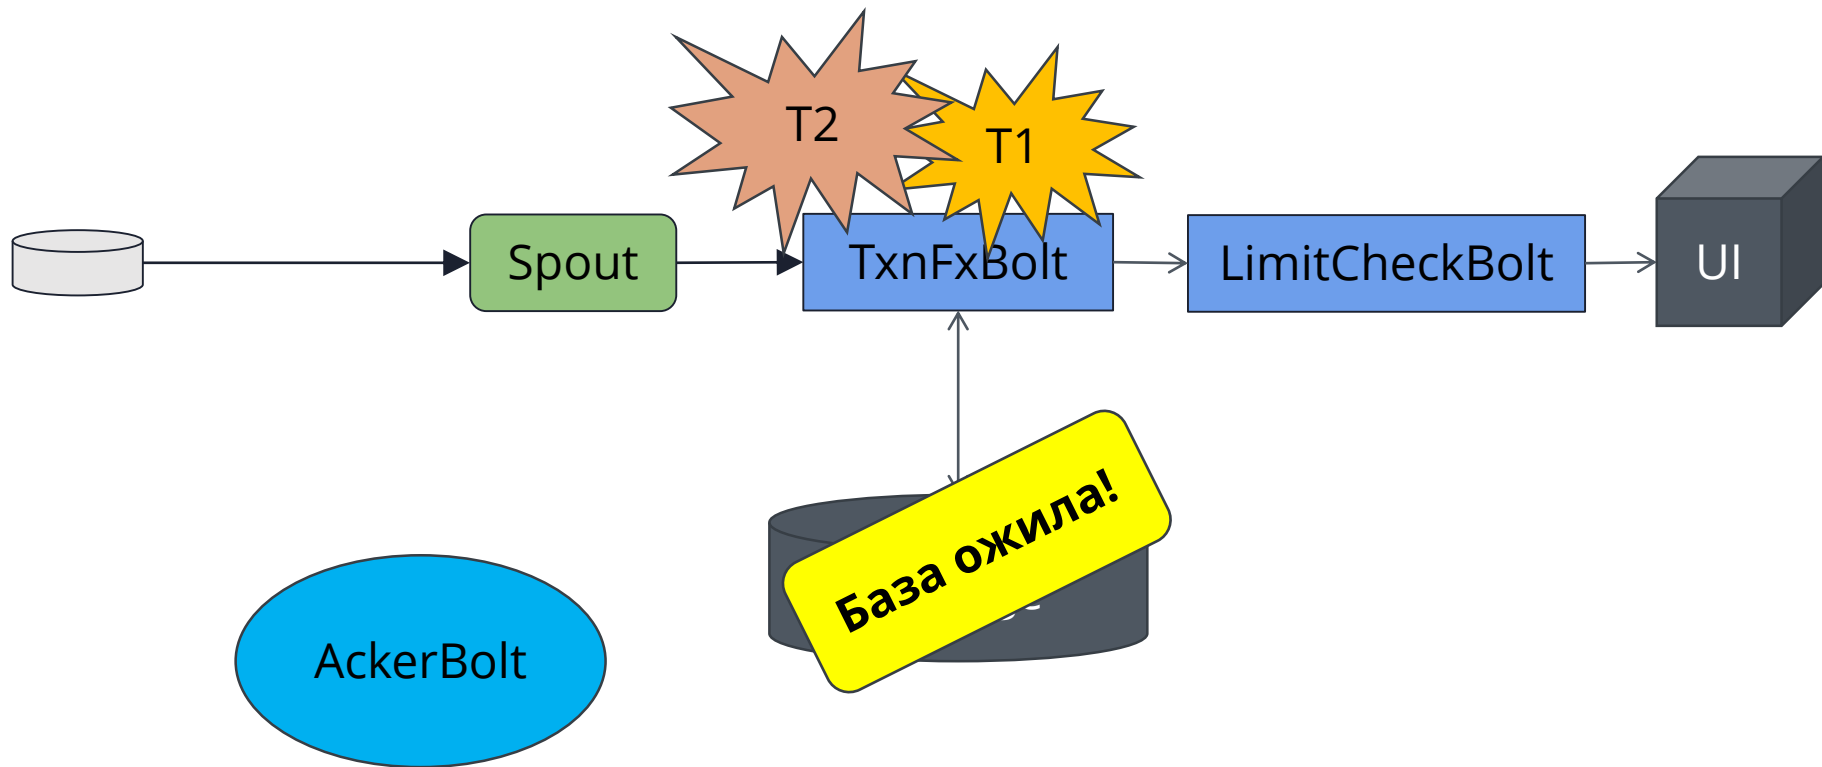 T2
T1
Spout
TxnFxBolt
LimitCheckBolt
UI
База ожила!
AckerBolt